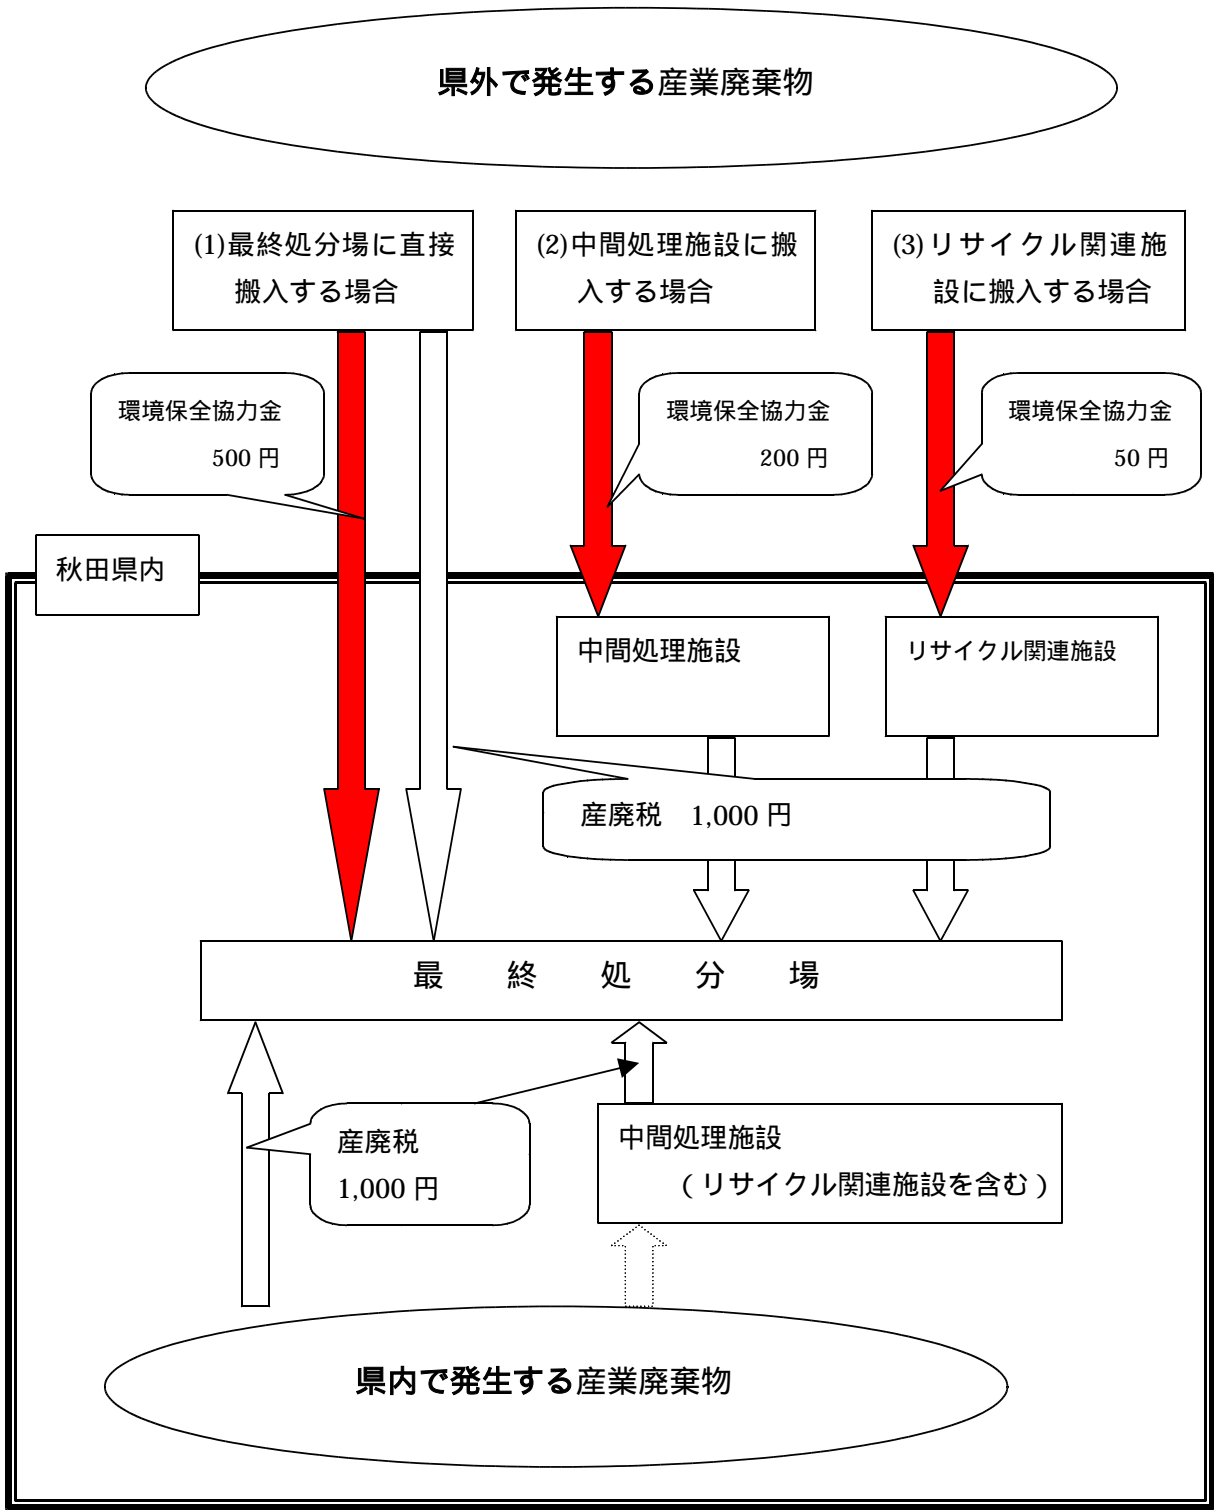 県外で発生する産業廃棄物
(1)最終処分場に直接
搬入する場合
(2)中間処理施設に搬
入する場合
(3)リサイクル関連施
設に搬入する場合
環境保全協力金
500 円
環境保全協力金
200 円
環境保全協力金
50 円
秋田県内
中間処理施設
リサイクル関連施設
産廃税　1,000 円
最　終　処　分　場
産廃税
1,000 円
中間処理施設
（リサイクル関連施設を含む）
県内で発生する産業廃棄物